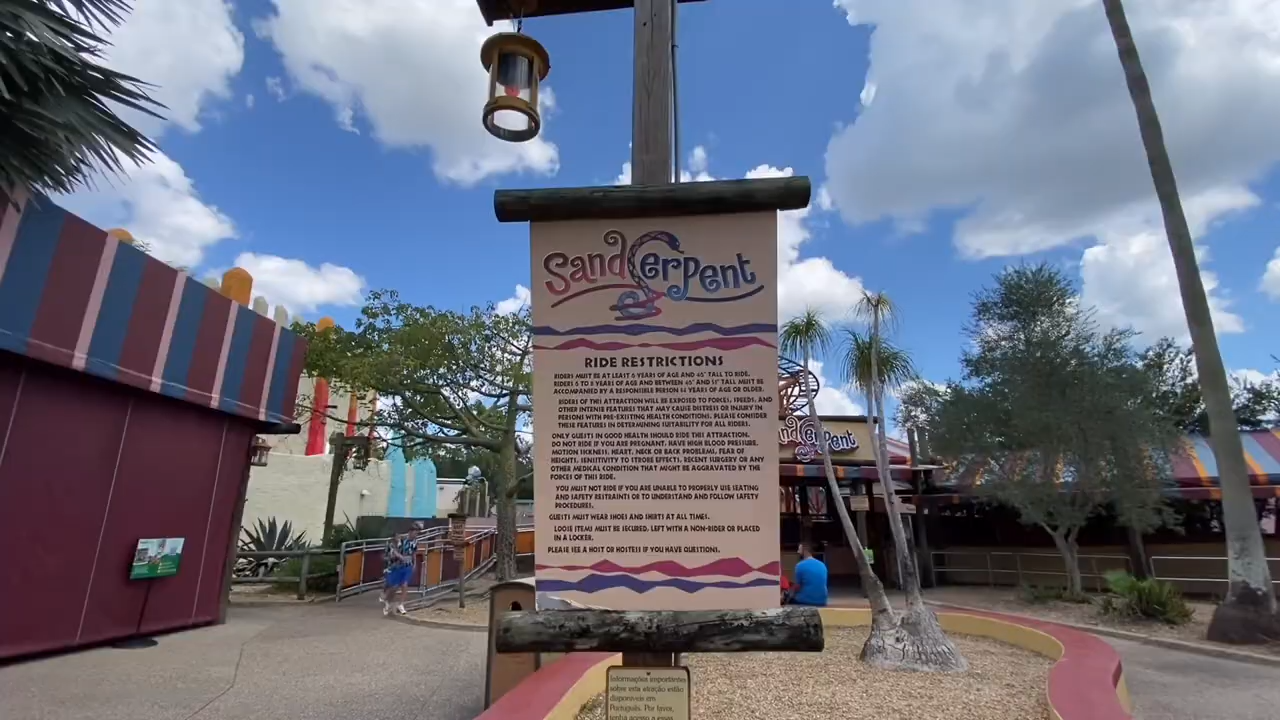 SandSerpent
RIDE RESTRICTIONS
RIDERS MUST BE AT LEAST 6 YEARS OF AGE AND 46" TALL TO RIDE.
RIDERS 6 TO 8 YEARS OF AGE AND BETWEEN 46" AND 51" TALL MUST BE
ACCOMPANIED BY A RESPONSIBLE PERSON 14 YEARS OF AGE OR OLDER.
RIDERS OF THIS ATTRACTION WILL BE EXPOSED TO FORCES, SPEEDS, AND
OTHER INTENSE FEATURES THAT MAY CAUSE DISTRESS OR INJURY IN
PERSONS WITH PRE-EXISTING HEALTH CONDITIONS. PLEASE CONSIDER
THESE FEATURES IN DETERMINING SUITABILITY FOR ALL RIDERS.
ONLY GUESTS IN GOOD HEALTH SHOULD RIDE THIS ATTRACTION.
DO NOT RIDE IF YOU ARE PREGNANT, HAVE HIGH BLOOD PRESSURE,
MOTION SICKNESS, HEART, NECK OR BACK PROBLEMS, FEAR OF
HEIGHTS, SENSITIVITY TO STROBE EFFECTS, RECENT SURGERY OR ANY
OTHER MEDICAL CONDITION THAT MIGHT BE AGGRAVATED BY THE
FORCES OF THIS RIDE.
YOU MUST NOT RIDE IF YOU ARE UNABLE TO PROPERLY USE SEATING
AND SAFETY RESTRAINTS OR TO UNDERSTAND AND FOLLOW SAFETY
PROCEDURES.
GUESTS MUST WEAR SHOES AND SHIRTS AT ALL TIMES.
LOOSE ITEMS MUST BE SECURED, LEFT WITH A NON-RIDER OR PLACED
IN A LOCKER.
PLEASE SEE A HOST OR HOSTESS IF YOU HAVE QUESTIONS.
nd Serpent
Informações importantes
sobre esta atração estão
disponíveis em
Português. Por favor,
tenha apreço a essas